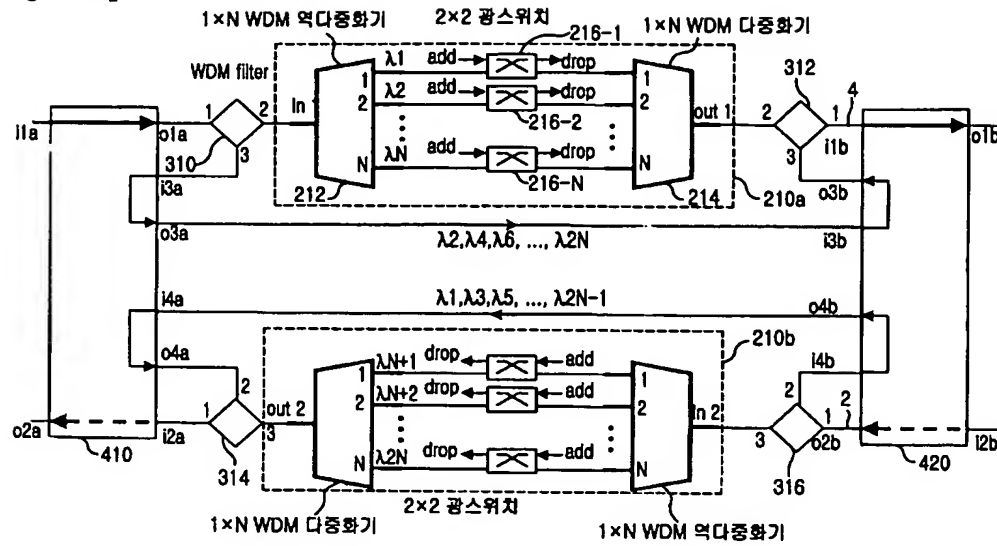 1×N WDM 역다중화기
2×2 광스위치
216-1
1×N WDM 다중화기
WDM filter
λ1
add
drop
312
In
1
2
λ2
add
drop
1
2
216-2
out 1
1
2
4
2
1
i1a
o1a
310
3
N
λN
add
drop
N
3
i1b
o1b
i3a
212
216-N
214
210a
o3b
o3a
λ2,λ4,λ6, ..., λ2N
i3b
i4a
λ1,λ3,λ5, ..., λ2N-1
o4b
210b
o4a
drop
λN+1
add
i4b
1
1
2
drop
λN+2
add
2
1
out 2
2
2
In 2
1
2
o2a
i2a
3
3
o2b
i2b
410
314
N
λ2N
drop
add
N
316
420
2×2 광스위치
1×N WDM 다중화기
1×N WDM 역다중화기